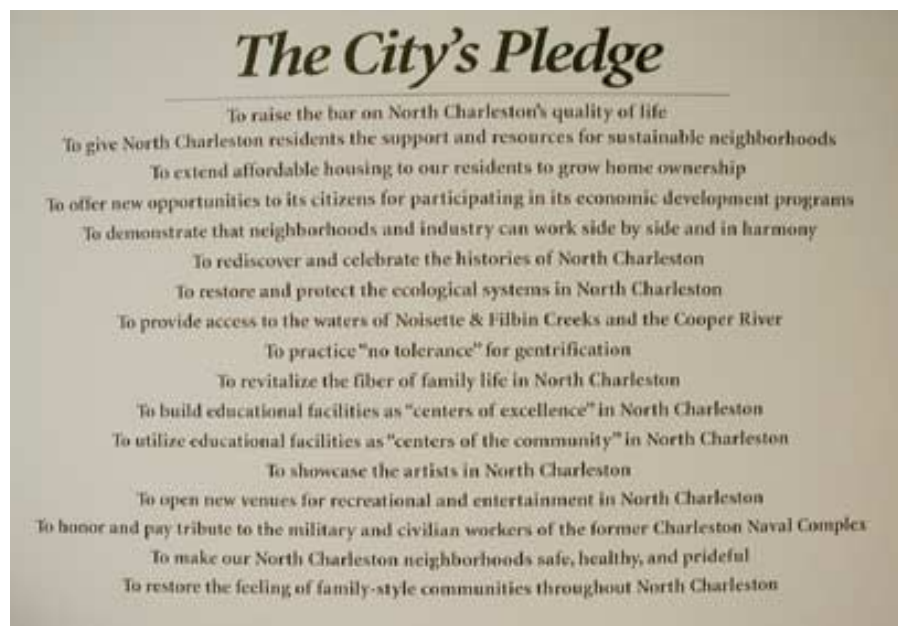 The City's Pledge
To raise the bar on North Charleston's quality of life
To give North Charleston residents the support and resources for sustainable neighborhoods
To extend affordable housing to our residents to grow home ownership
To offer new opportunities to its citizens for participating in its economic development programs
To demonstrate that neighborhoods and industry can work side by side and in harmony
To rediscover and celebrate the histories of North Charleston
To restore and protect the ecological systems in North Charleston
To provide access to the waters of Noisette & Filbin Creeks and the Cooper River
To practice "no tolerance" for gentrification
To revitalize the fiber of family life in North Charleston
To build educational facilities as "centers of excellence" in North Charleston
To utilize educational facilities as "centers of the community" in North Charleston
To showcase the artists in North Charleston
To open new venues for recreational and entertainment in North Charleston
To honor and pay tribute to the military and civilian workers of the former Charleston Naval Complex
To make our North Charleston neighborhoods safe, healthy, and prideful
To restore the feeling of family-style communities throughout North Charleston